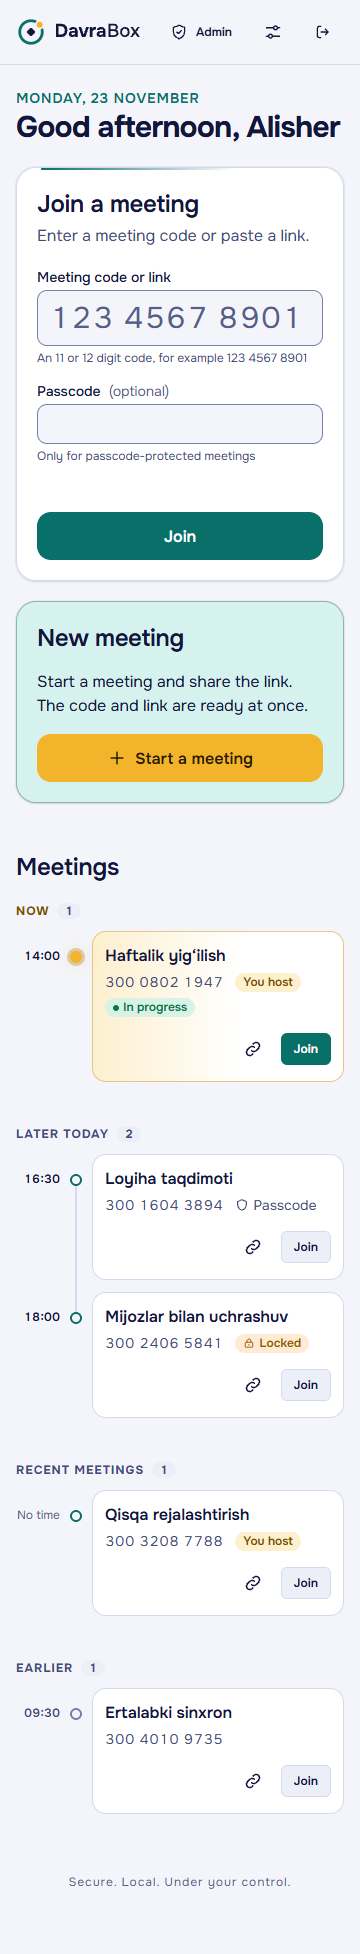 DavraBox Admin
MONDAY, 23 NOVEMBER
Good afternoon, Alisher
Join a meeting
Enter a meeting code or paste a link.
Meeting code or link
123 4567 8901
An 11 or 12 digit code, for example 123 4567 8901
Passcode (optional)
Only for passcode-protected meetings
Join
New meeting
Start a meeting and share the link.
The code and link are ready at once.
Start a meeting
Meetings
NOW 1
14:00 Haftalik yig‘ilish
300 0802 1947 You host
In progress
Join
LATER TODAY 2
16:30 Loyiha taqdimoti
300 1604 3894 Passcode
Join
18:00 Mijozlar bilan uchrashuv
300 2406 5841 Locked
Join
RECENT MEETINGS 1
No time Qisqa rejalashtirish
300 3208 7788 You host
Join
EARLIER 1
09:30 Ertalabki sinxron
300 4010 9735
Join
Secure. Local. Under your control.